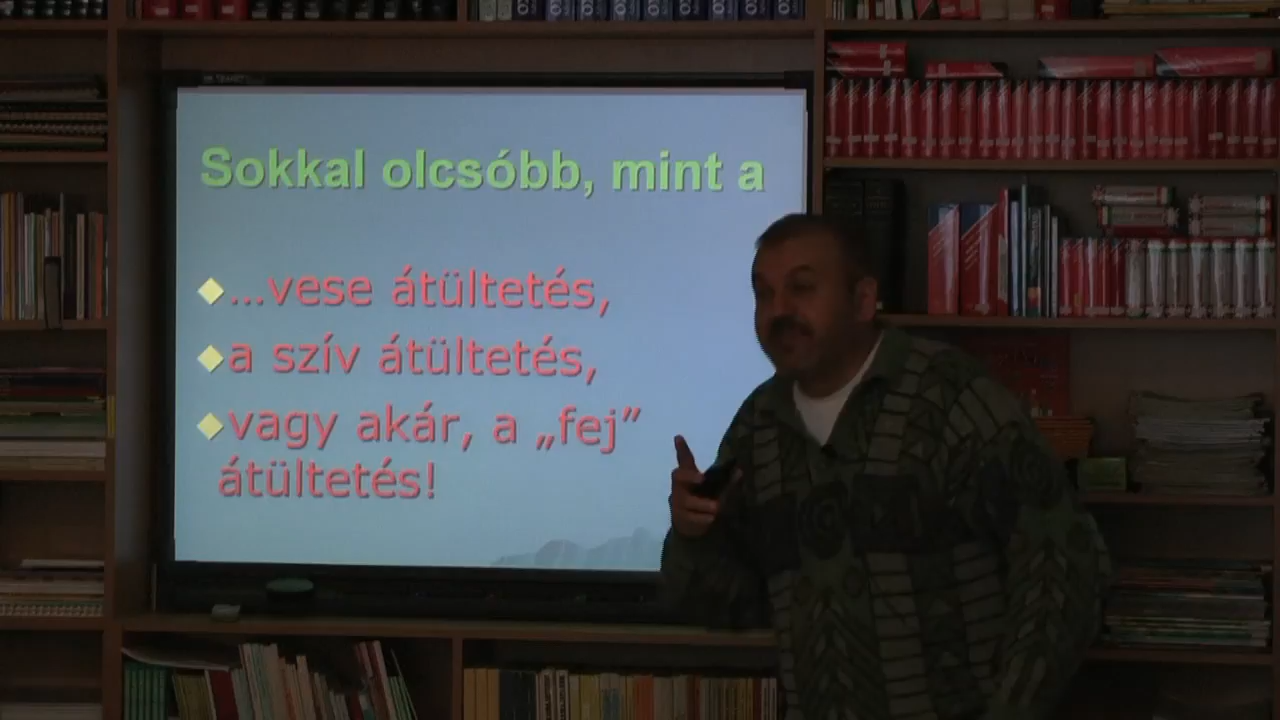 Sokkal olcsóbb, mint a
...vese átültetés,
a szív átültetés,
vagy akár, a „fej”
átültetés!